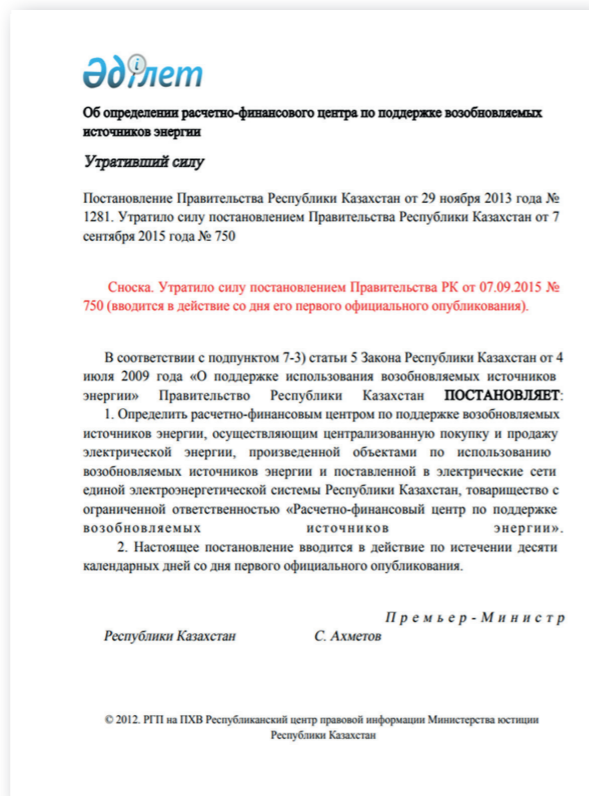 Әділет
Об определении расчетно-финансового центра по поддержке возобновляемых
источников энергии
Утративший силу
Постановление Правительства Республики Казахстан от 29 ноября 2013 года №
1281. Утратило силу постановлением Правительства Республики Казахстан от 7
сентября 2015 года № 750
Сноска. Утратило силу постановлением Правительства РК от 07.09.2015 №
750 (вводится в действие со дня его первого официального опубликования).
В соответствии с подпунктом 7-3) статьи 5 Закона Республики Казахстан от 4
июля 2009 года «О поддержке использования возобновляемых источников
энергии» Правительство Республики Казахстан ПОСТАНОВЛЯЕТ:
1. Определить расчетно-финансовым центром по поддержке возобновляемых
источников энергии, осуществляющим централизованную покупку и продажу
электрической энергии, произведенной объектами по использованию
возобновляемых источников энергии и поставленной в электрические сети
единой электроэнергетической системы Республики Казахстан, товарищество с
ограниченной ответственностью «Расчетно-финансовый центр по поддержке
возобновляемых источников энергии».
2. Настоящее постановление вводится в действие по истечении десяти
календарных дней со дня первого официального опубликования.
Премьер-Министр
Республики Казахстан С. Ахметов
© 2012. РГП на ПХВ Республиканский центр правовой информации Министерства юстиции
Республики Казахстан